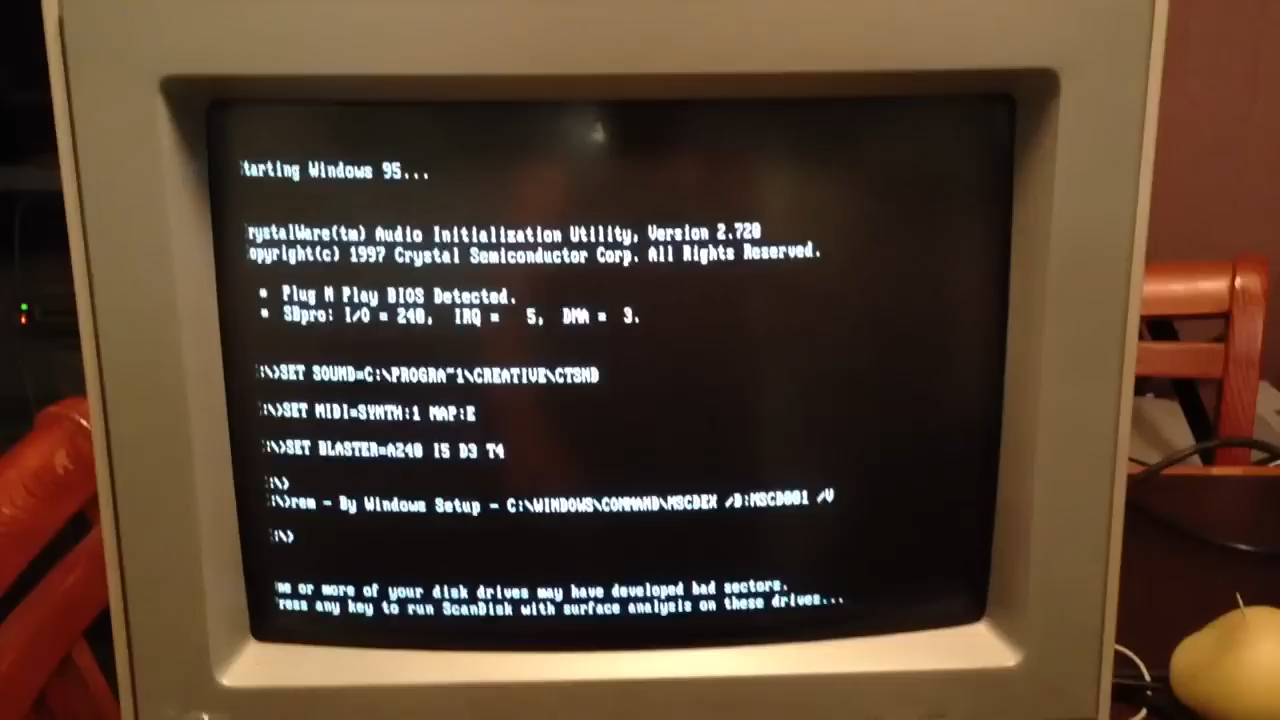 tarting Windows 95...
rystalWare(tm) Audio Initialization Utility, Version 2.720
opyright(c) 1997 Crystal Semiconductor Corp. All Rights Reserved.
* Plug N Play BIOS Detected.
* SBpro: I/O = 240, IRQ = 5, DMA = 3.
:\>SET SOUND=C:\PROGRA~1\CREATIVE\CTSND
:\>SET MIDI=SYNTH:1 MAP:E
:\>SET BLASTER=A240 I5 D3 T4
:\>
:\>rem - By Windows Setup - C:\WINDOWS\COMMAND\MSCDEX /D:MSCD001 /V
:\>
ne or more of your disk drives may have developed bad sectors.
ress any key to run ScanDisk with surface analysis on these drives...